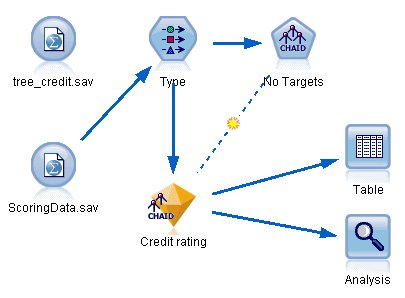 CHAID
tree_credit.sav
Type
No Targets
CHAID
ScoringData.sav
Credit rating
Table
Analysis